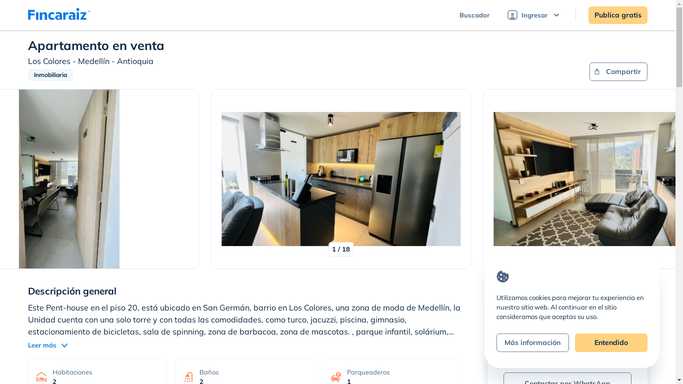 Fincaraiz
Buscador
Ingresar
Publica gratis
Apartamento en venta
Los Colores - Medellín - Antioquia
Inmobiliaria
Compartir
1 / 18
Descripción general
Este Pent-house en el piso 20, está ubicado en San Germán, barrio en Los Colores, una zona de moda de Medellín, la
Unidad cuenta con una solo torre y con todas las comodidades, como turco, jacuzzi, piscina, gimnasio,
estacionamiento de bicicletas, sala de spinning, zona de barbacoa, zona de mascotas. , parque infantil, solárium,...
Leer más
Habitaciones
2
Baños
2
Parqueaderos
1
Utilizamos cookies para mejorar tu experiencia en
nuestro sitio web. Al continuar en el sitio
consideramos que aceptas su uso.
Más información
Entendido
Contactar por WhatsApp